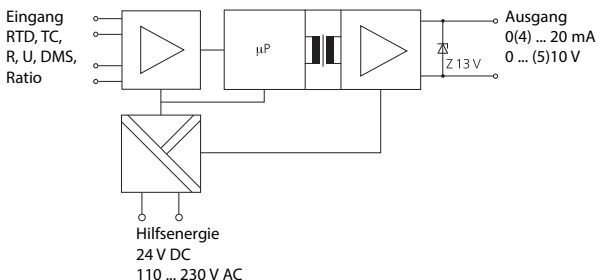 Eingang
RTD, TC,
R, U, DMS,
Ratio
µP
Z 13 V
Ausgang
0(4) ... 20 mA
0 ... (5)10 V
Hilfsenergie
24 V DC
110 ... 230 V AC